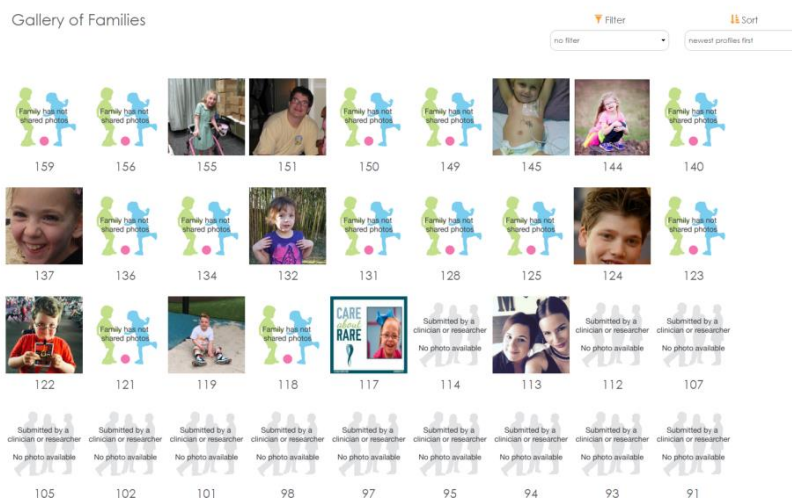 Gallery of Families
Filter
Sort
no filter
newest profiles first
Family has not
shared photos
Family has not
shared photos
Family has not
shared photos
Family has not
shared photos
Family has not
shared photos
159
156
155
151
150
149
145
144
140
Family has not
shared photos
Family has not
shared photos
Family has not
shared photos
Family has not
shared photos
Family has not
shared photos
Family has not
shared photos
137
136
134
132
131
128
125
124
123
Family has not
shared photos
Family has not
shared photos
CARE
about
RARE
Submitted by a
clinician or researcher
No photo available
Submitted by a
clinician or researcher
No photo available
Submitted by a
clinician or researcher
No photo available
122
121
119
118
117
114
113
112
107
Submitted by a
clinician or researcher
No photo available
Submitted by a
clinician or researcher
No photo available
Submitted by a
clinician or researcher
No photo available
Submitted by a
clinician or researcher
No photo available
Submitted by a
clinician or researcher
No photo available
Submitted by a
clinician or researcher
No photo available
Submitted by a
clinician or researcher
No photo available
Submitted by a
clinician or researcher
No photo available
Submitted by a
clinician or researcher
No photo available
105
102
101
98
97
95
94
93
91